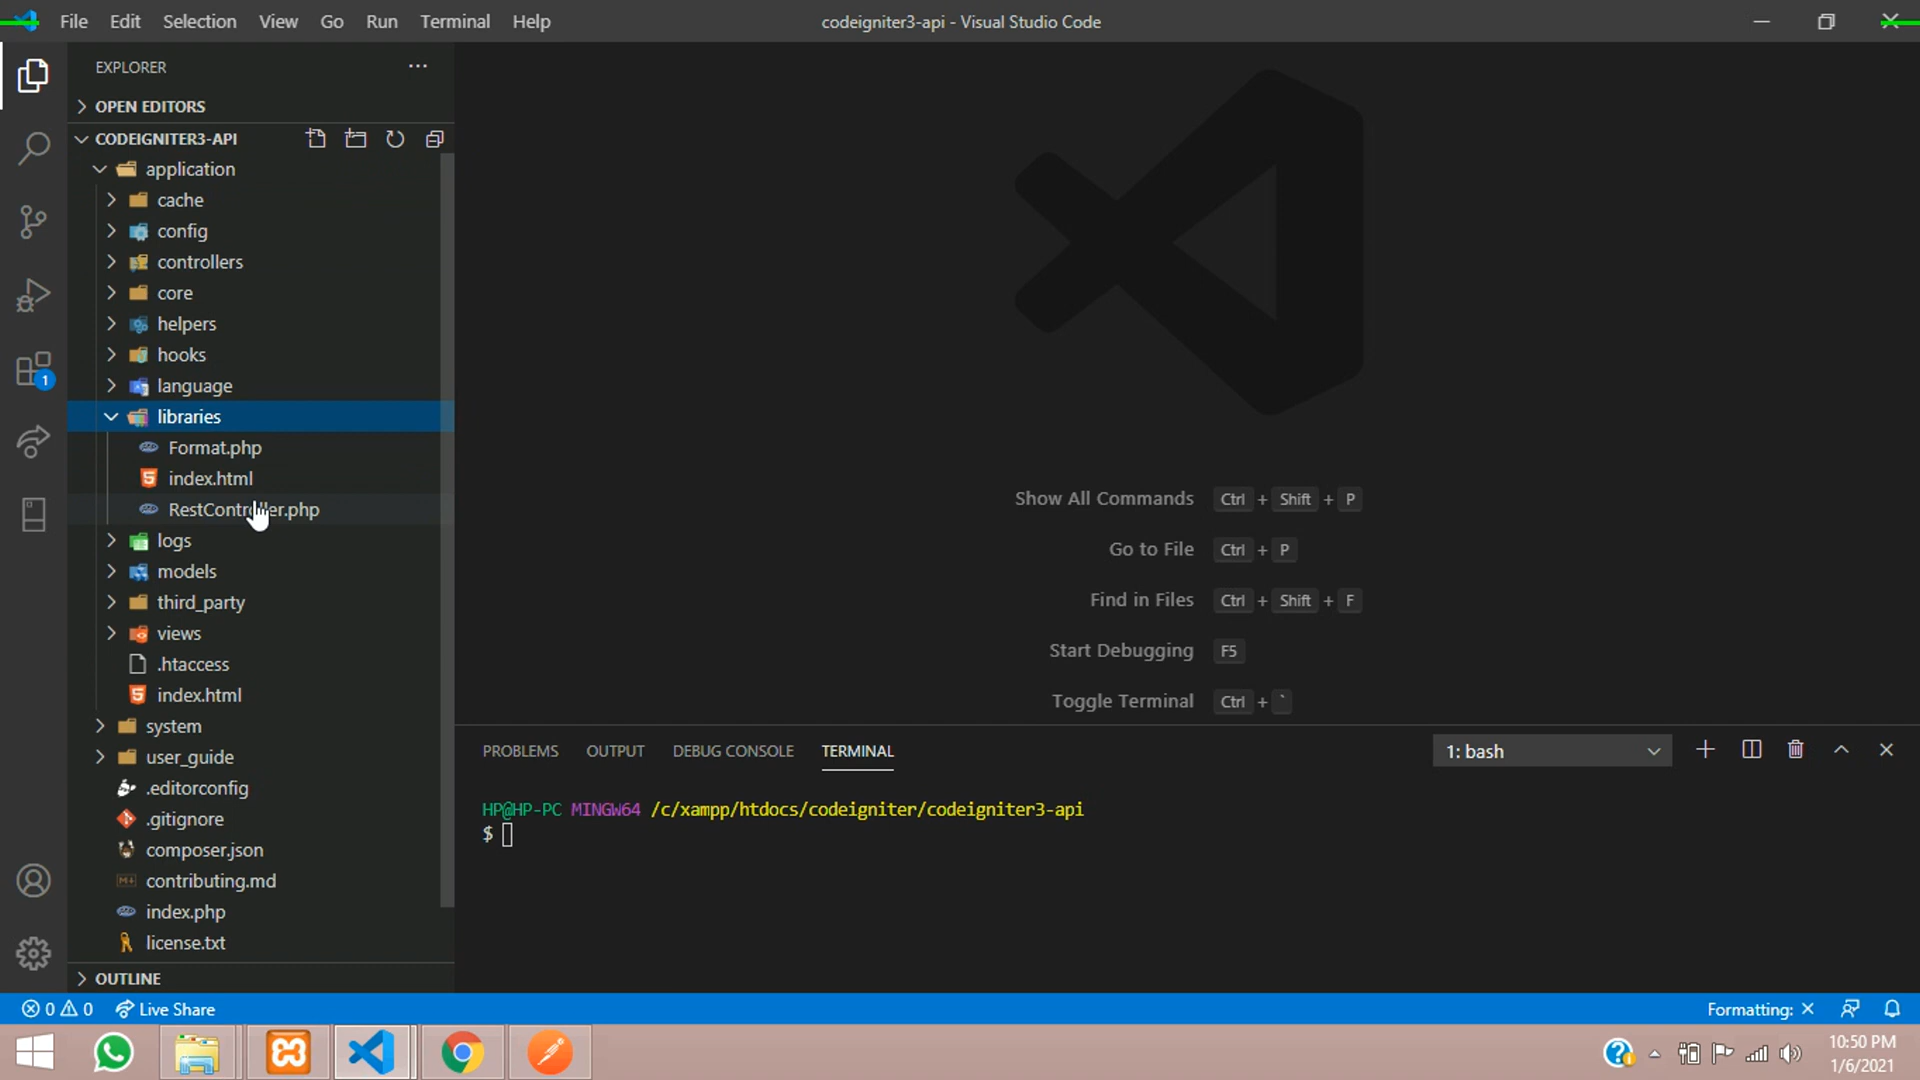 File Edit Selection View Go Run Terminal Help
codeigniter3-api - Visual Studio Code
EXPLORER
OPEN EDITORS
CODEIGNITER3-API
application
cache
config
controllers
core
helpers
hooks
language
libraries
Format.php
index.html
RestController.php
logs
models
third_party
views
.htaccess
index.html
system
user_guide
.editorconfig
.gitignore
composer.json
contributing.md
index.php
license.txt
OUTLINE
1
Show All Commands Ctrl + Shift + P
Go to File Ctrl + P
Find in Files Ctrl + Shift + F
Start Debugging F5
Toggle Terminal Ctrl + `
PROBLEMS OUTPUT DEBUG CONSOLE TERMINAL
1: bash
HP@HP-PC MINGW64 /c/xampp/htdocs/codeigniter/codeigniter3-api
$
0 0 Live Share
Formatting: ×
10:50 PM
1/6/2021